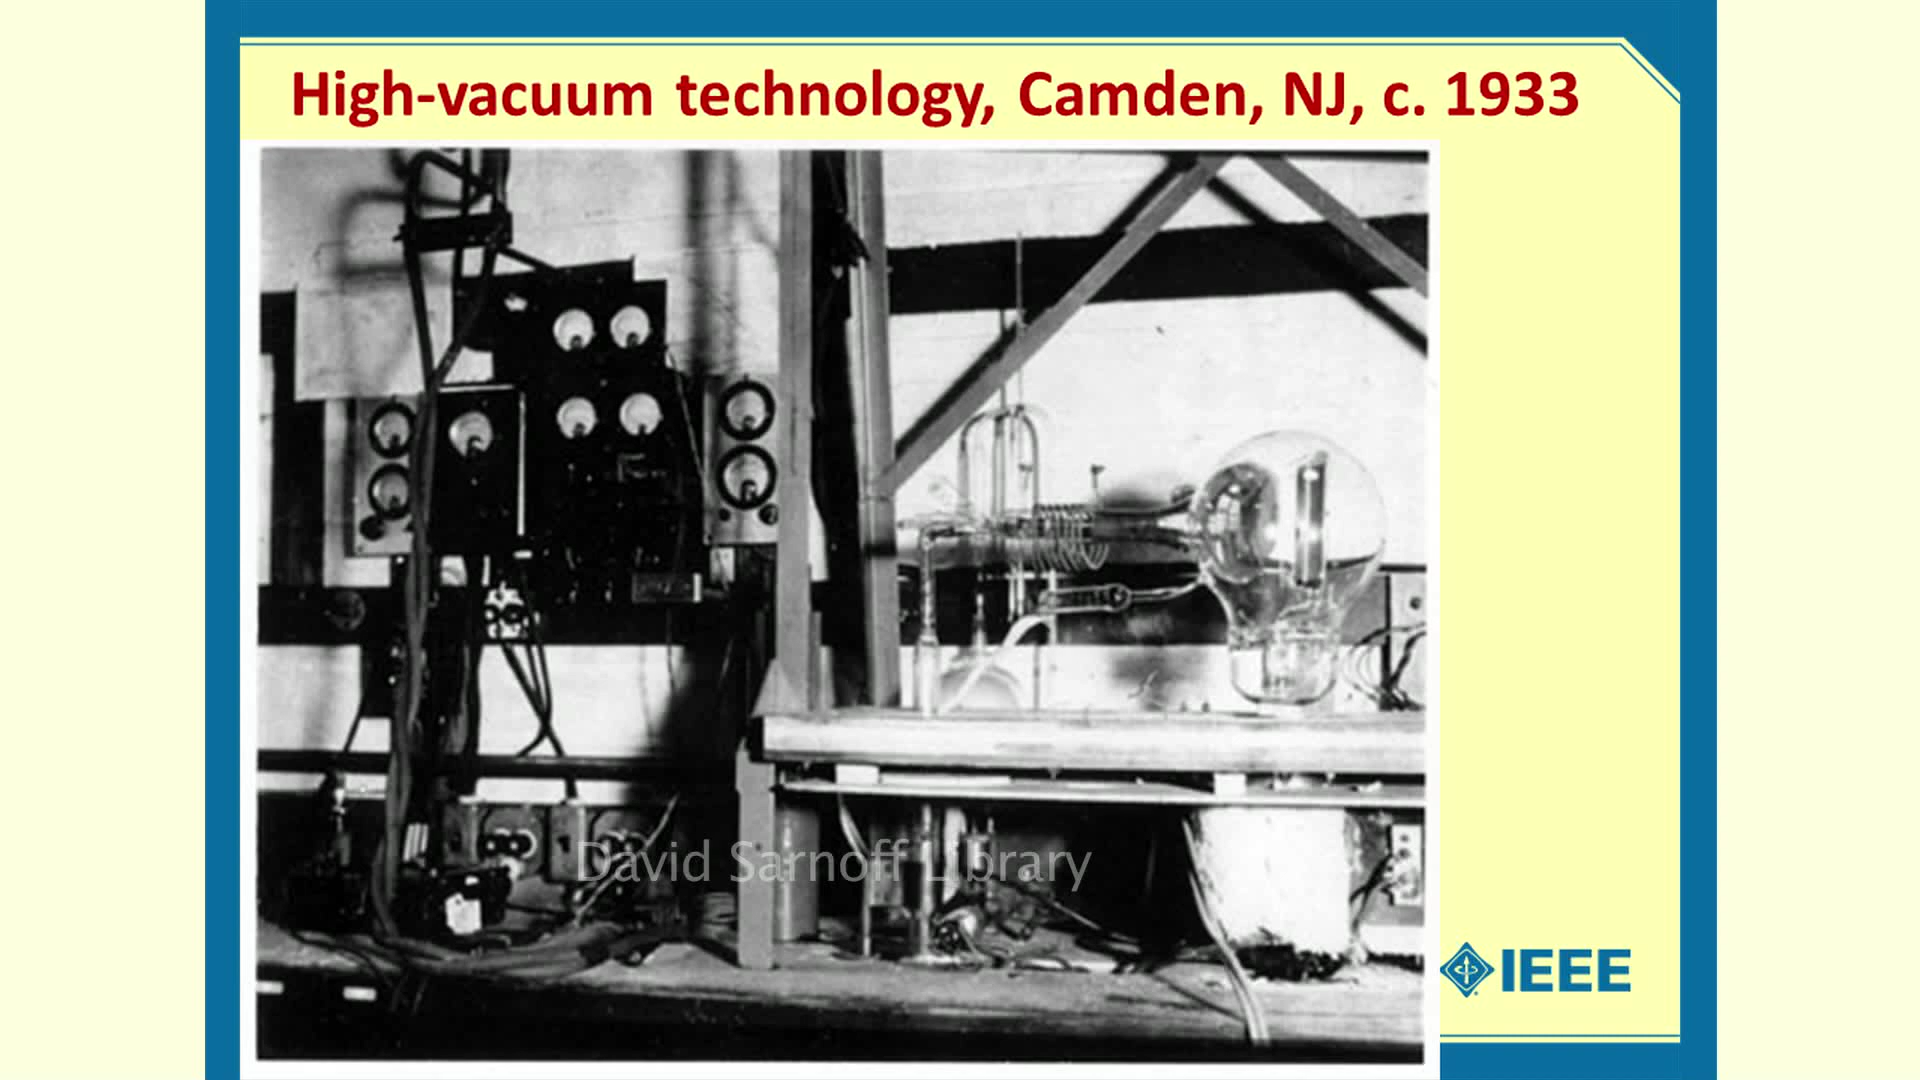 High-vacuum technology, Camden, NJ, c. 1933
David Sarnoff Library
IEEE